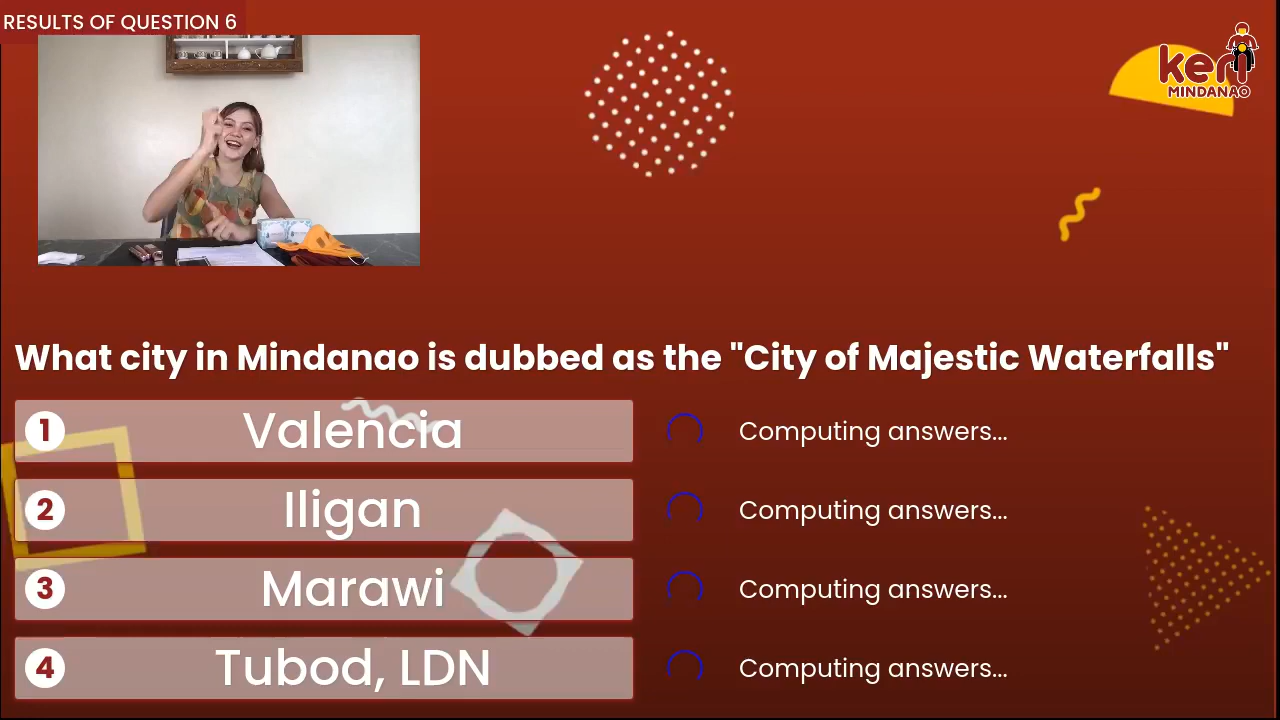 RESULTS OF QUESTION 6
keri
MINDANAO
What city in Mindanao is dubbed as the "City of Majestic Waterfalls"
1 Valencia Computing answers...
2 Iligan Computing answers...
3 Marawi Computing answers...
4 Tubod, LDN Computing answers...